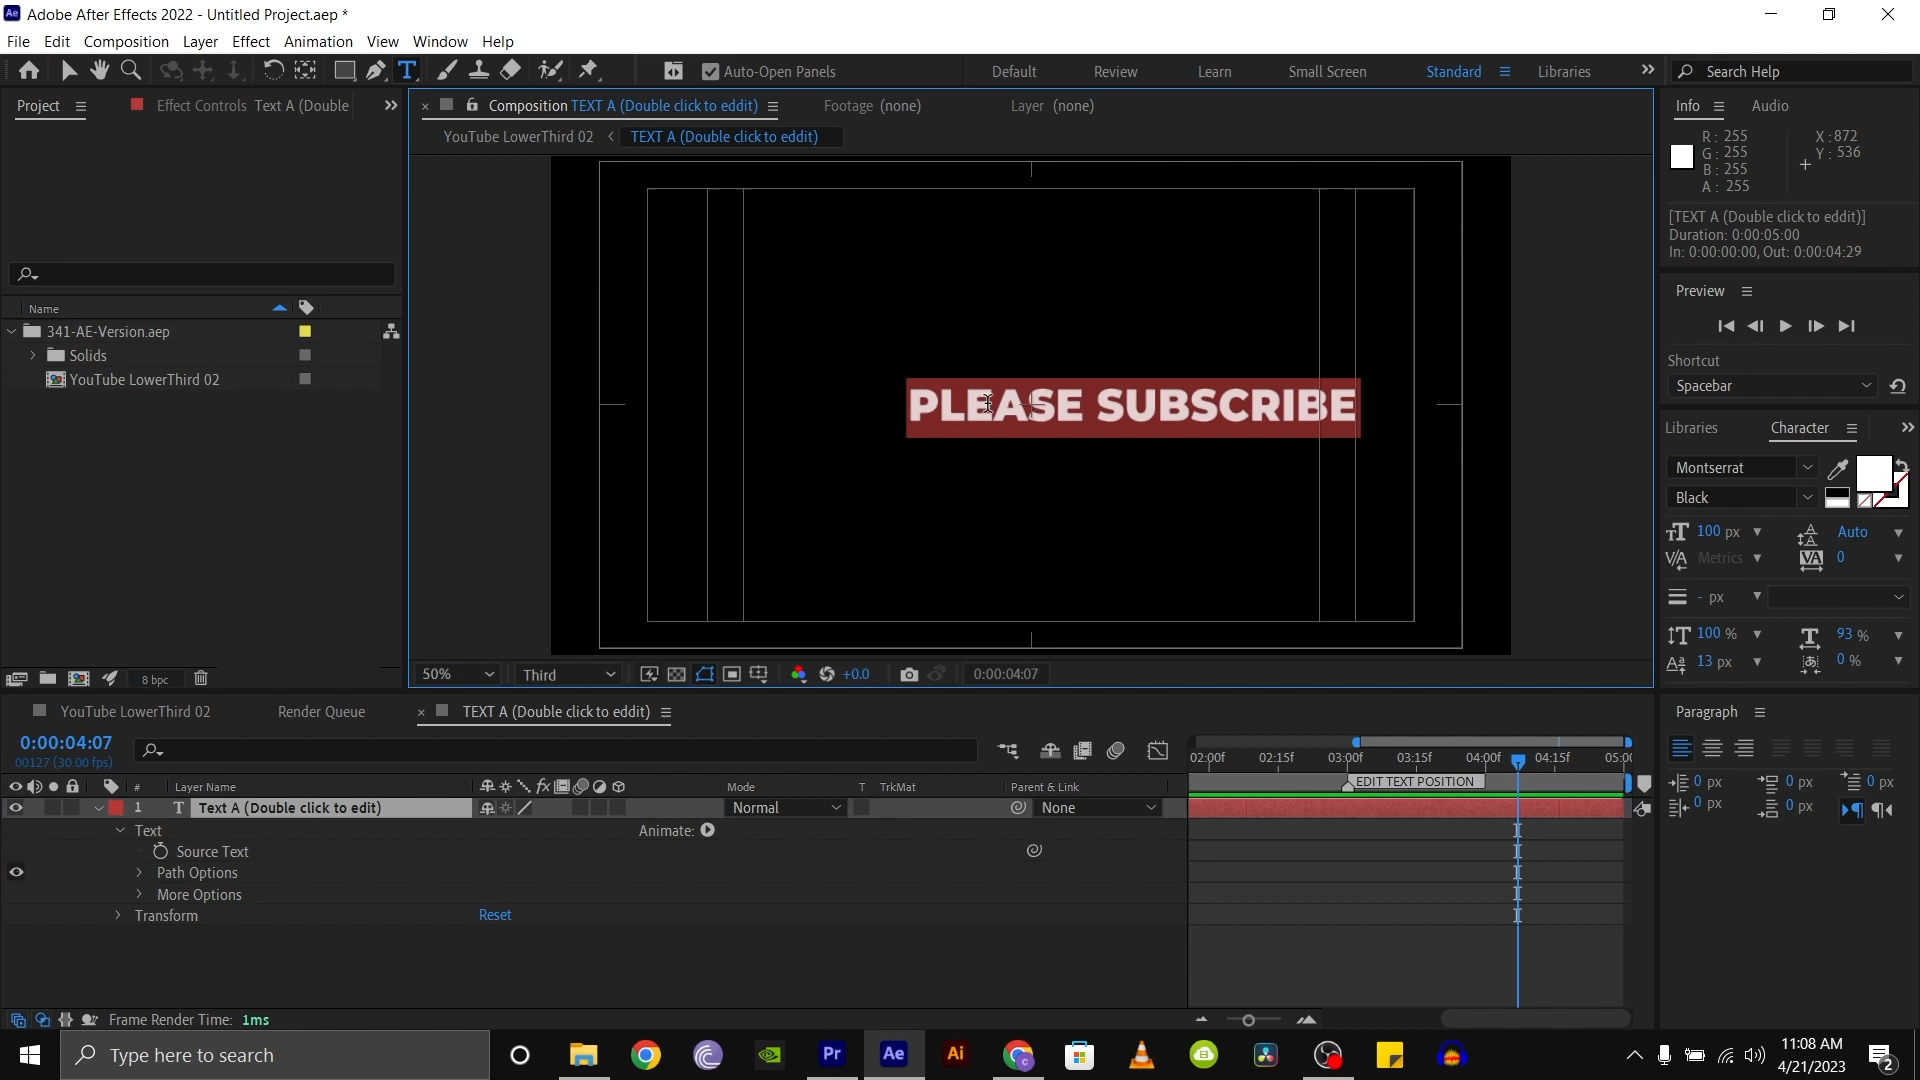 Adobe After Effects 2022 - Untitled Project.aep *
File Edit Composition Layer Effect Animation View Window Help
Auto-Open Panels Default Review Learn Small Screen Standard Libraries Search Help
Project Effect Controls Text A (Double
Composition TEXT A (Double click to eddit) Footage (none) Layer (none)
YouTube LowerThird 02 < TEXT A (Double click to eddit)
Info Audio
R : 255
G : 255
B : 255
A : 255
X : 872
Y : 536
[TEXT A (Double click to eddit)]
Duration: 0:00:05:00
In: 0:00:00:00, Out: 0:00:04:29
Name
341-AE-Version.aep
Solids
YouTube LowerThird 02
PLEASE SUBSCRIBE
Preview
Shortcut
Spacebar
Libraries Character
Montserrat
Black
100 px Auto
Metrics 0
- px
100 % 93 %
13 px 0 %
8 bpc
50% Third +0.0 0:00:04:07
YouTube LowerThird 02 Render Queue TEXT A (Double click to eddit)
0:00:04:07
00127 (30.00 fps)
02:00f 02:15f 03:00f 03:15f 04:00f 04:15f 05:00
# Layer Name Mode T TrkMat Parent & Link
EDIT TEXT POSITION
1 T Text A (Double click to edit) Normal None
Text Animate:
Source Text
Path Options
More Options
Transform Reset
Paragraph
0 px 0 px 0 px
0 px 0 px
Frame Render Time: 1ms
Type here to search
Pr Ae Ai
11:08 AM
4/21/2023
2